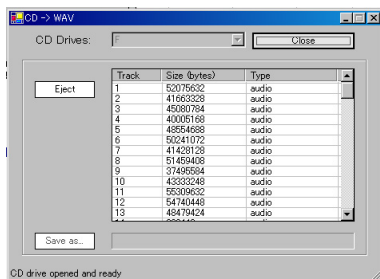 CD -> WAV
CD Drives: F Close
Eject
Track Size (bytes) Type
1 52075632 audio
2 41663328 audio
3 45080784 audio
4 40005168 audio
5 48554688 audio
6 50241072 audio
7 41428128 audio
8 51459408 audio
9 37495584 audio
10 43333248 audio
11 55309632 audio
12 54740448 audio
13 48479424 audio
Save as...
CD drive opened and ready